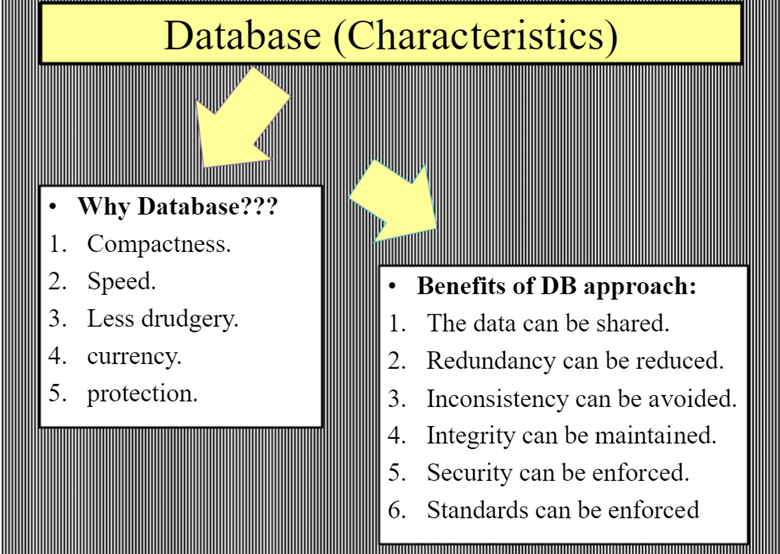 Database (Characteristics)
• Why Database???
1. Compactness.
2. Speed.
3. Less drudgery.
4. currency.
5. protection.
• Benefits of DB approach:
1. The data can be shared.
2. Redundancy can be reduced.
3. Inconsistency can be avoided.
4. Integrity can be maintained.
5. Security can be enforced.
6. Standards can be enforced